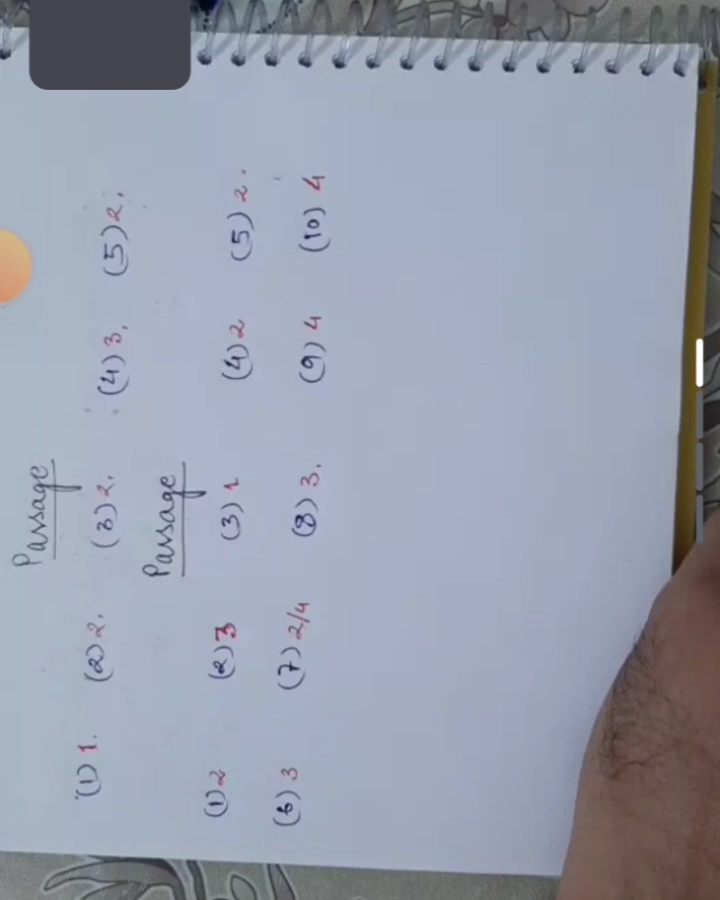 Passage
(1) 1. (2) 2. (3) 2. (4) 3. (5) 2.
Passage
(1) 2 (2) 3 (3) 1 (4) 2 (5) 2.
(6) 3 (7) 2/4 (8) 3. (9) 4 (10) 4